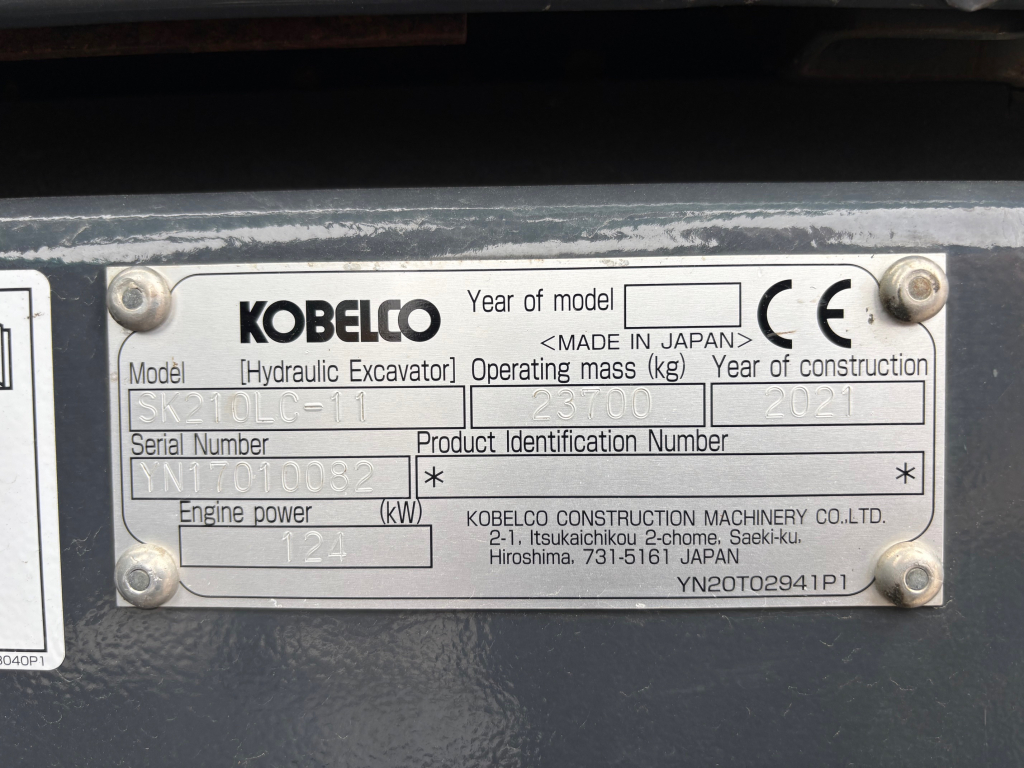 KOBELCO
Year of model
<MADE IN JAPAN>
CE
Model [Hydraulic Excavator] Operating mass (kg) Year of construction
SK210LC-11 23700 2021
Serial Number Product Identification Number
YN17010082 * *
Engine power (kW)
124
KOBELCO CONSTRUCTION MACHINERY CO.,LTD.
2-1, Itsukaichikou 2-chome, Saeki-ku,
Hiroshima, 731-5161 JAPAN
YN20T02941P1
3040P1